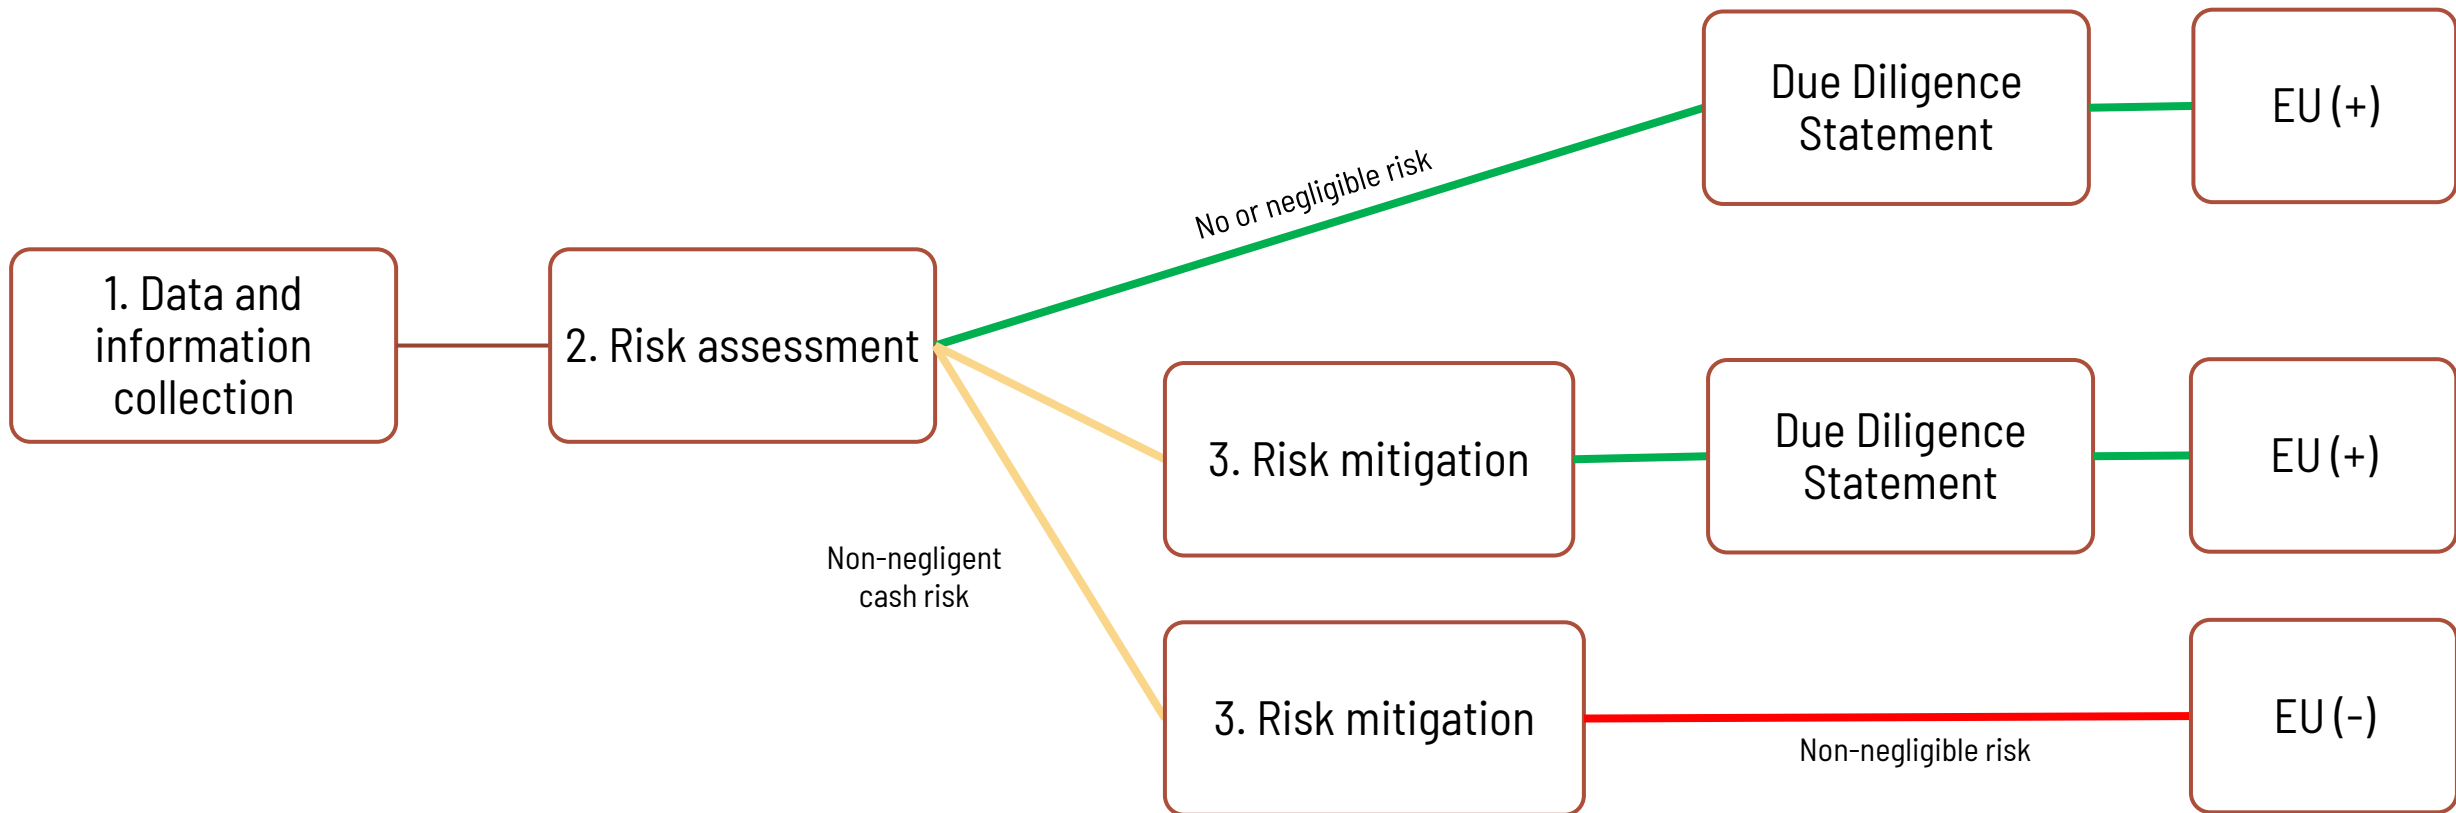 1. Data and
information
collection
2. Risk assessment
No or negligible risk
Due Diligence
Statement
EU (+)
3. Risk mitigation
Due Diligence
Statement
EU (+)
Non-negligent
cash risk
3. Risk mitigation
Non-negligible risk
EU (-)